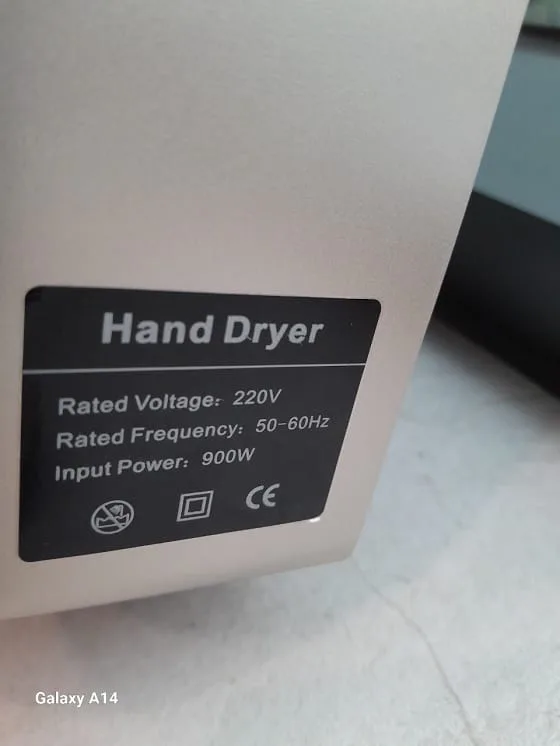 Hand Dryer
Rated Voltage: 220V
Rated Frequency: 50-60Hz
Input Power: 900W
CE
Galaxy A14